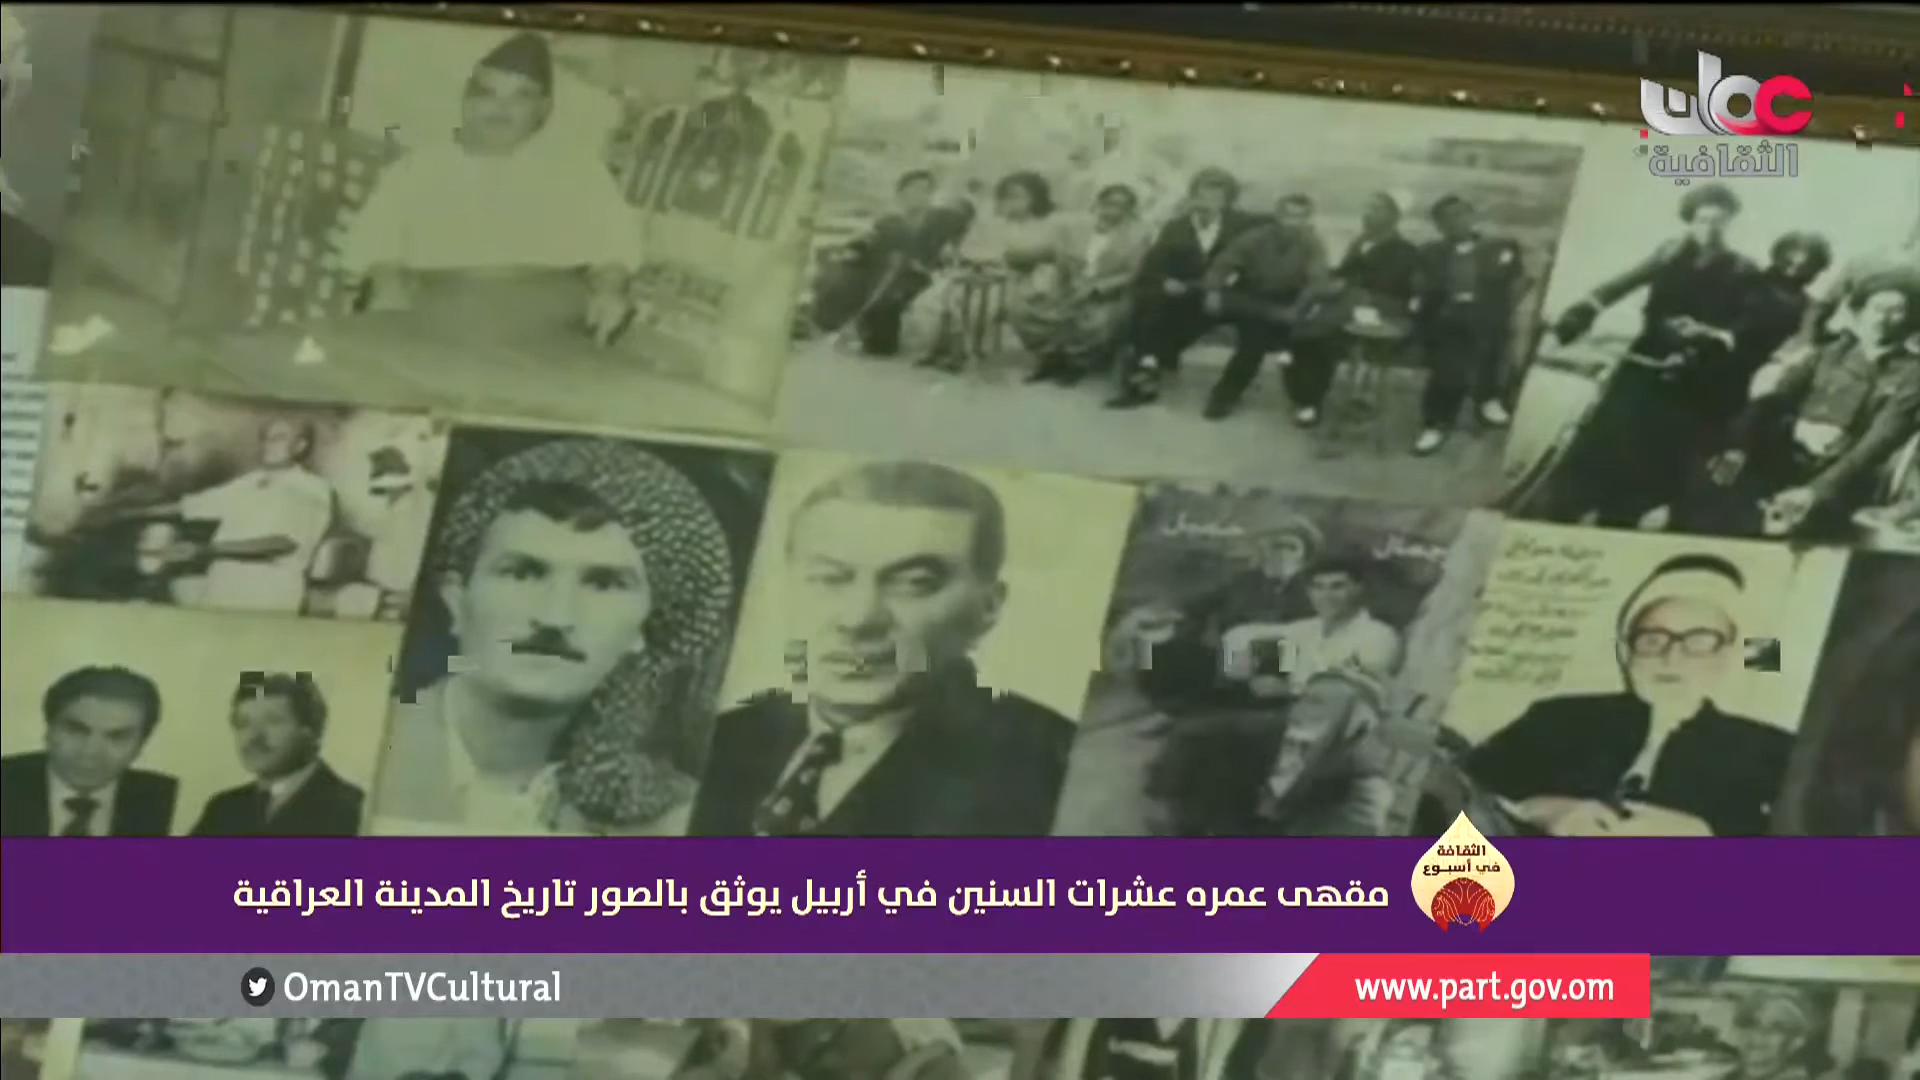 عمان
الثقافية
الثقافة
في أسبوع
مقهى عمره عشرات السنين في أربيل يوثق بالصور تاريخ المدينة العراقية
OmanTVCultural
www.part.gov.om